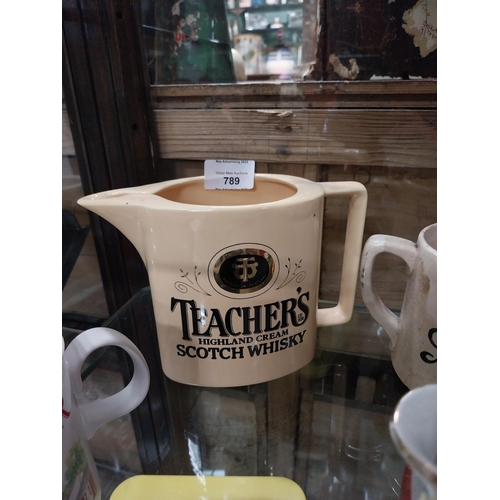 789
TEACHER'S
HIGHLAND CREAM
SCOTCH WHISKY